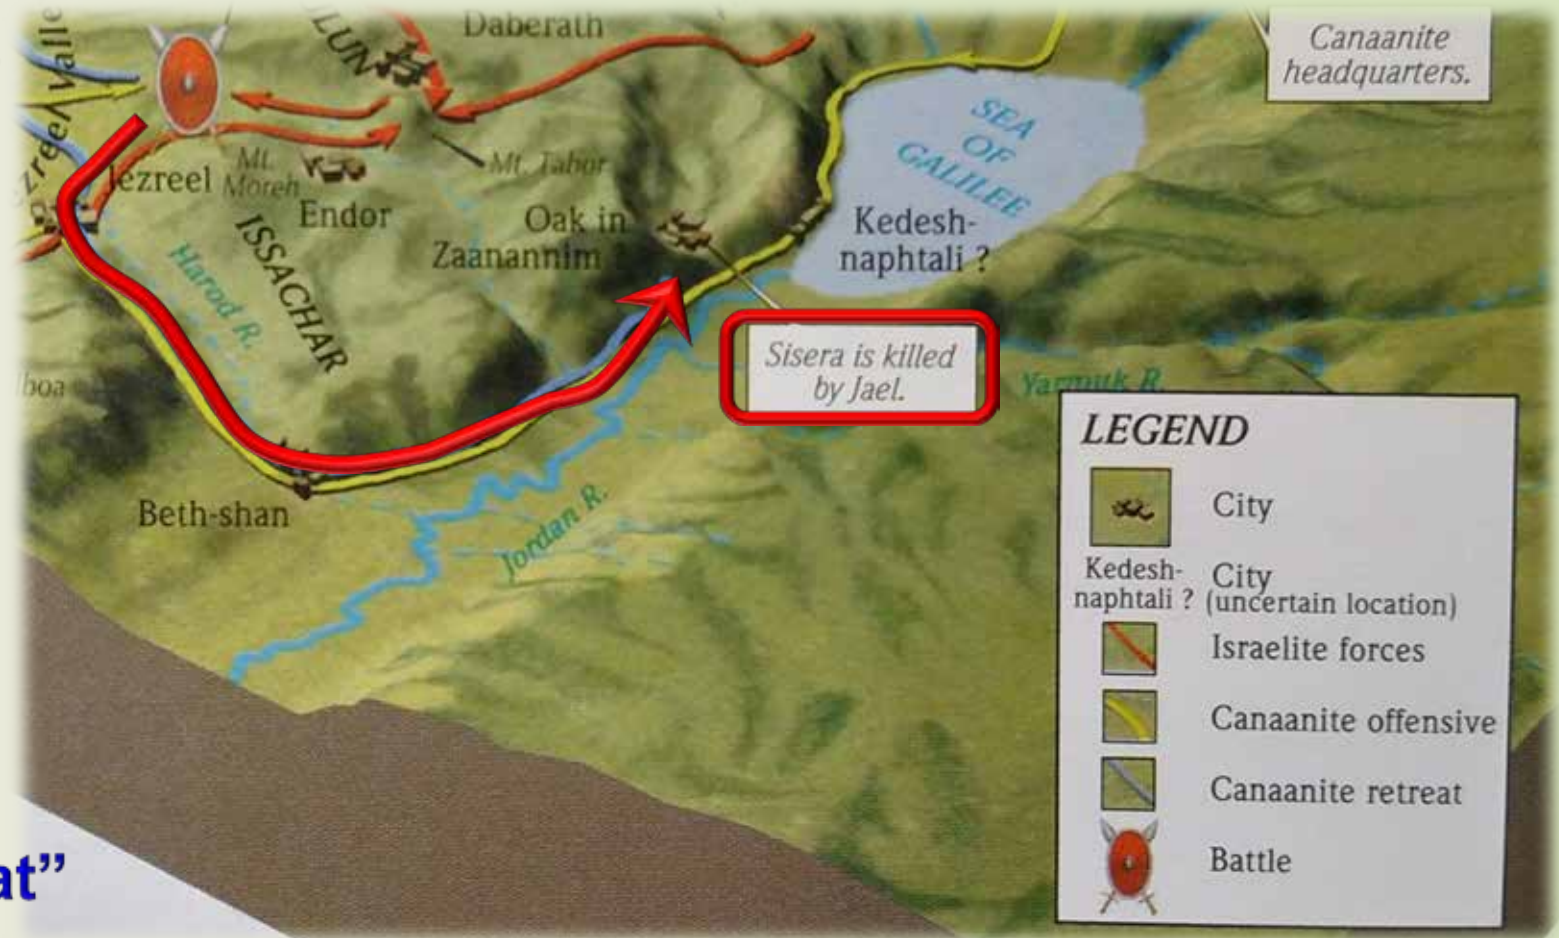 LUN
Daberath
Canaanite
headquarters.
SEA
OF
GALILEE
Jezreel
Mt.
Moreh
Mt. Tabor
Endor
Oak in
Zaanannim ?
Kedesh-
naphtali ?
ISSACHAR
Harod R.
Sisera is killed
by Jael.
Yarmuk R.
boa
Beth-shan
Jordan R.
LEGEND
City
Kedesh-
naphtali ?
City
(uncertain location)
Israelite forces
Canaanite offensive
Canaanite retreat
Battle
at”